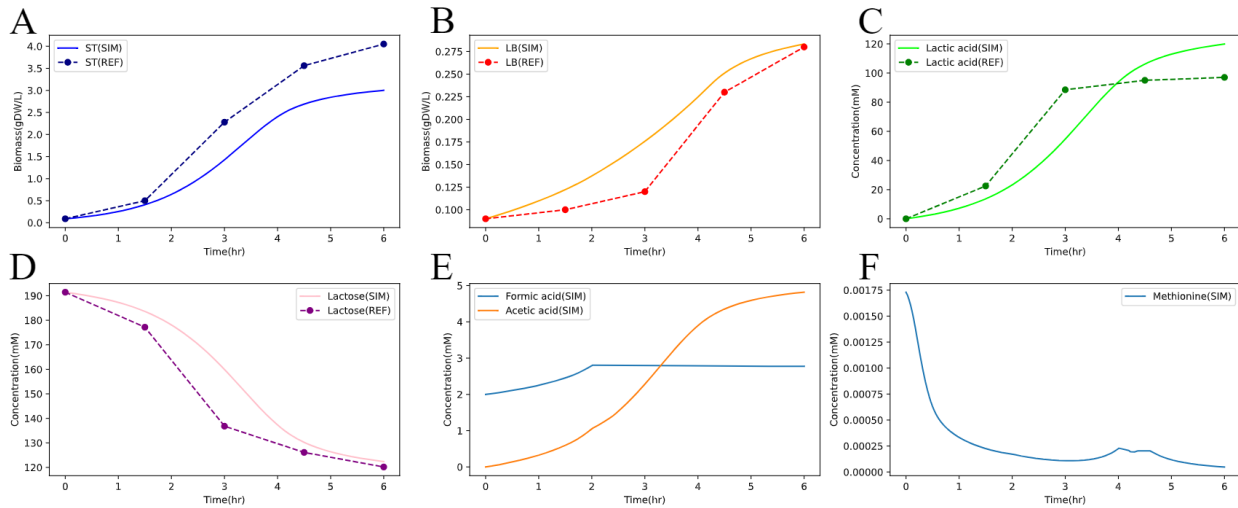 A
ST(SIM)
ST(REF)
Biomass(gDW/L)
4.0
3.5
3.0
2.5
2.0
1.5
1.0
0.5
0.0
0 1 2 3 4 5 6
Time(hr)
B
LB(SIM)
LB(REF)
Biomass(gDW/L)
0.275
0.250
0.225
0.200
0.175
0.150
0.125
0.100
0 1 2 3 4 5 6
Time(hr)
C
Lactic acid(SIM)
Lactic acid(REF)
Concentration(mM)
120
100
80
60
40
20
0
0 1 2 3 4 5 6
Time(hr)
D
Lactose(SIM)
Lactose(REF)
Concentration(mM)
190
180
170
160
150
140
130
120
0 1 2 3 4 5 6
Time(hr)
E
Formic acid(SIM)
Acetic acid(SIM)
Concentration(mM)
5
4
3
2
1
0
0 1 2 3 4 5 6
Time(hr)
F
Methionine(SIM)
Concentration(mM)
0.00175
0.00150
0.00125
0.00100
0.00075
0.00050
0.00025
0.00000
0 1 2 3 4 5 6
Time(hr)